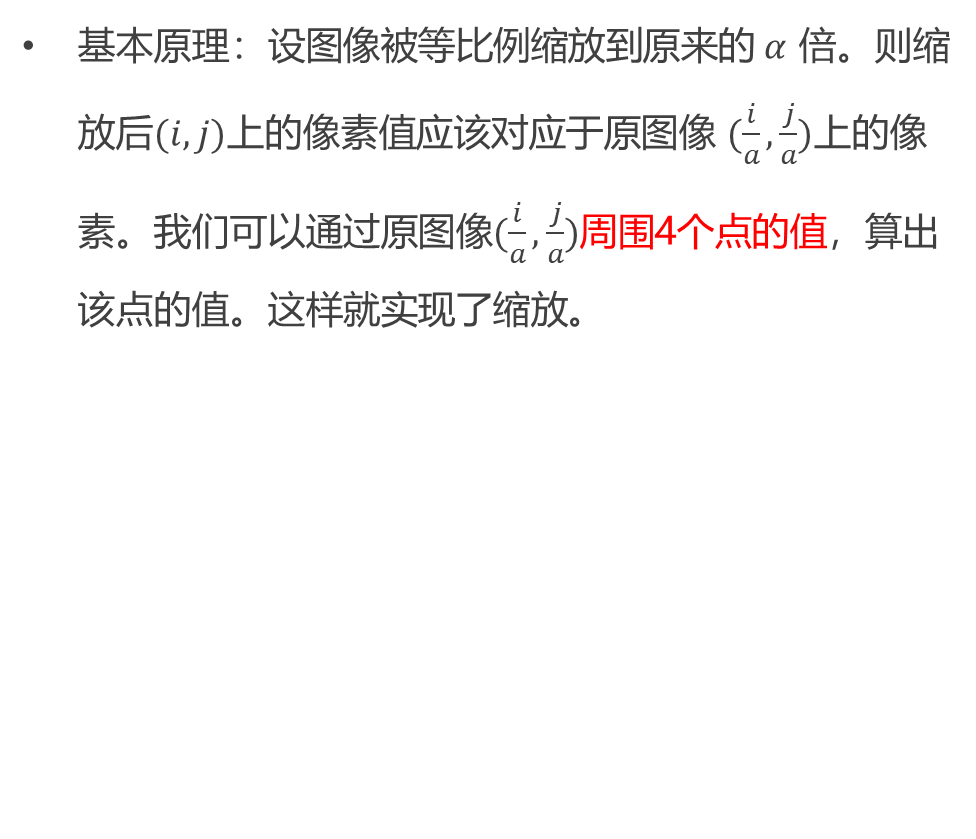 • 基本原理：设图像被等比例缩放到原来的 α 倍。则缩
放后(i, j)上的像素值应该对应于原图像 (i/a, j/a)上的像
素。我们可以通过原图像(i/a, j/a)周围4个点的值，算出
该点的值。这样就实现了缩放。